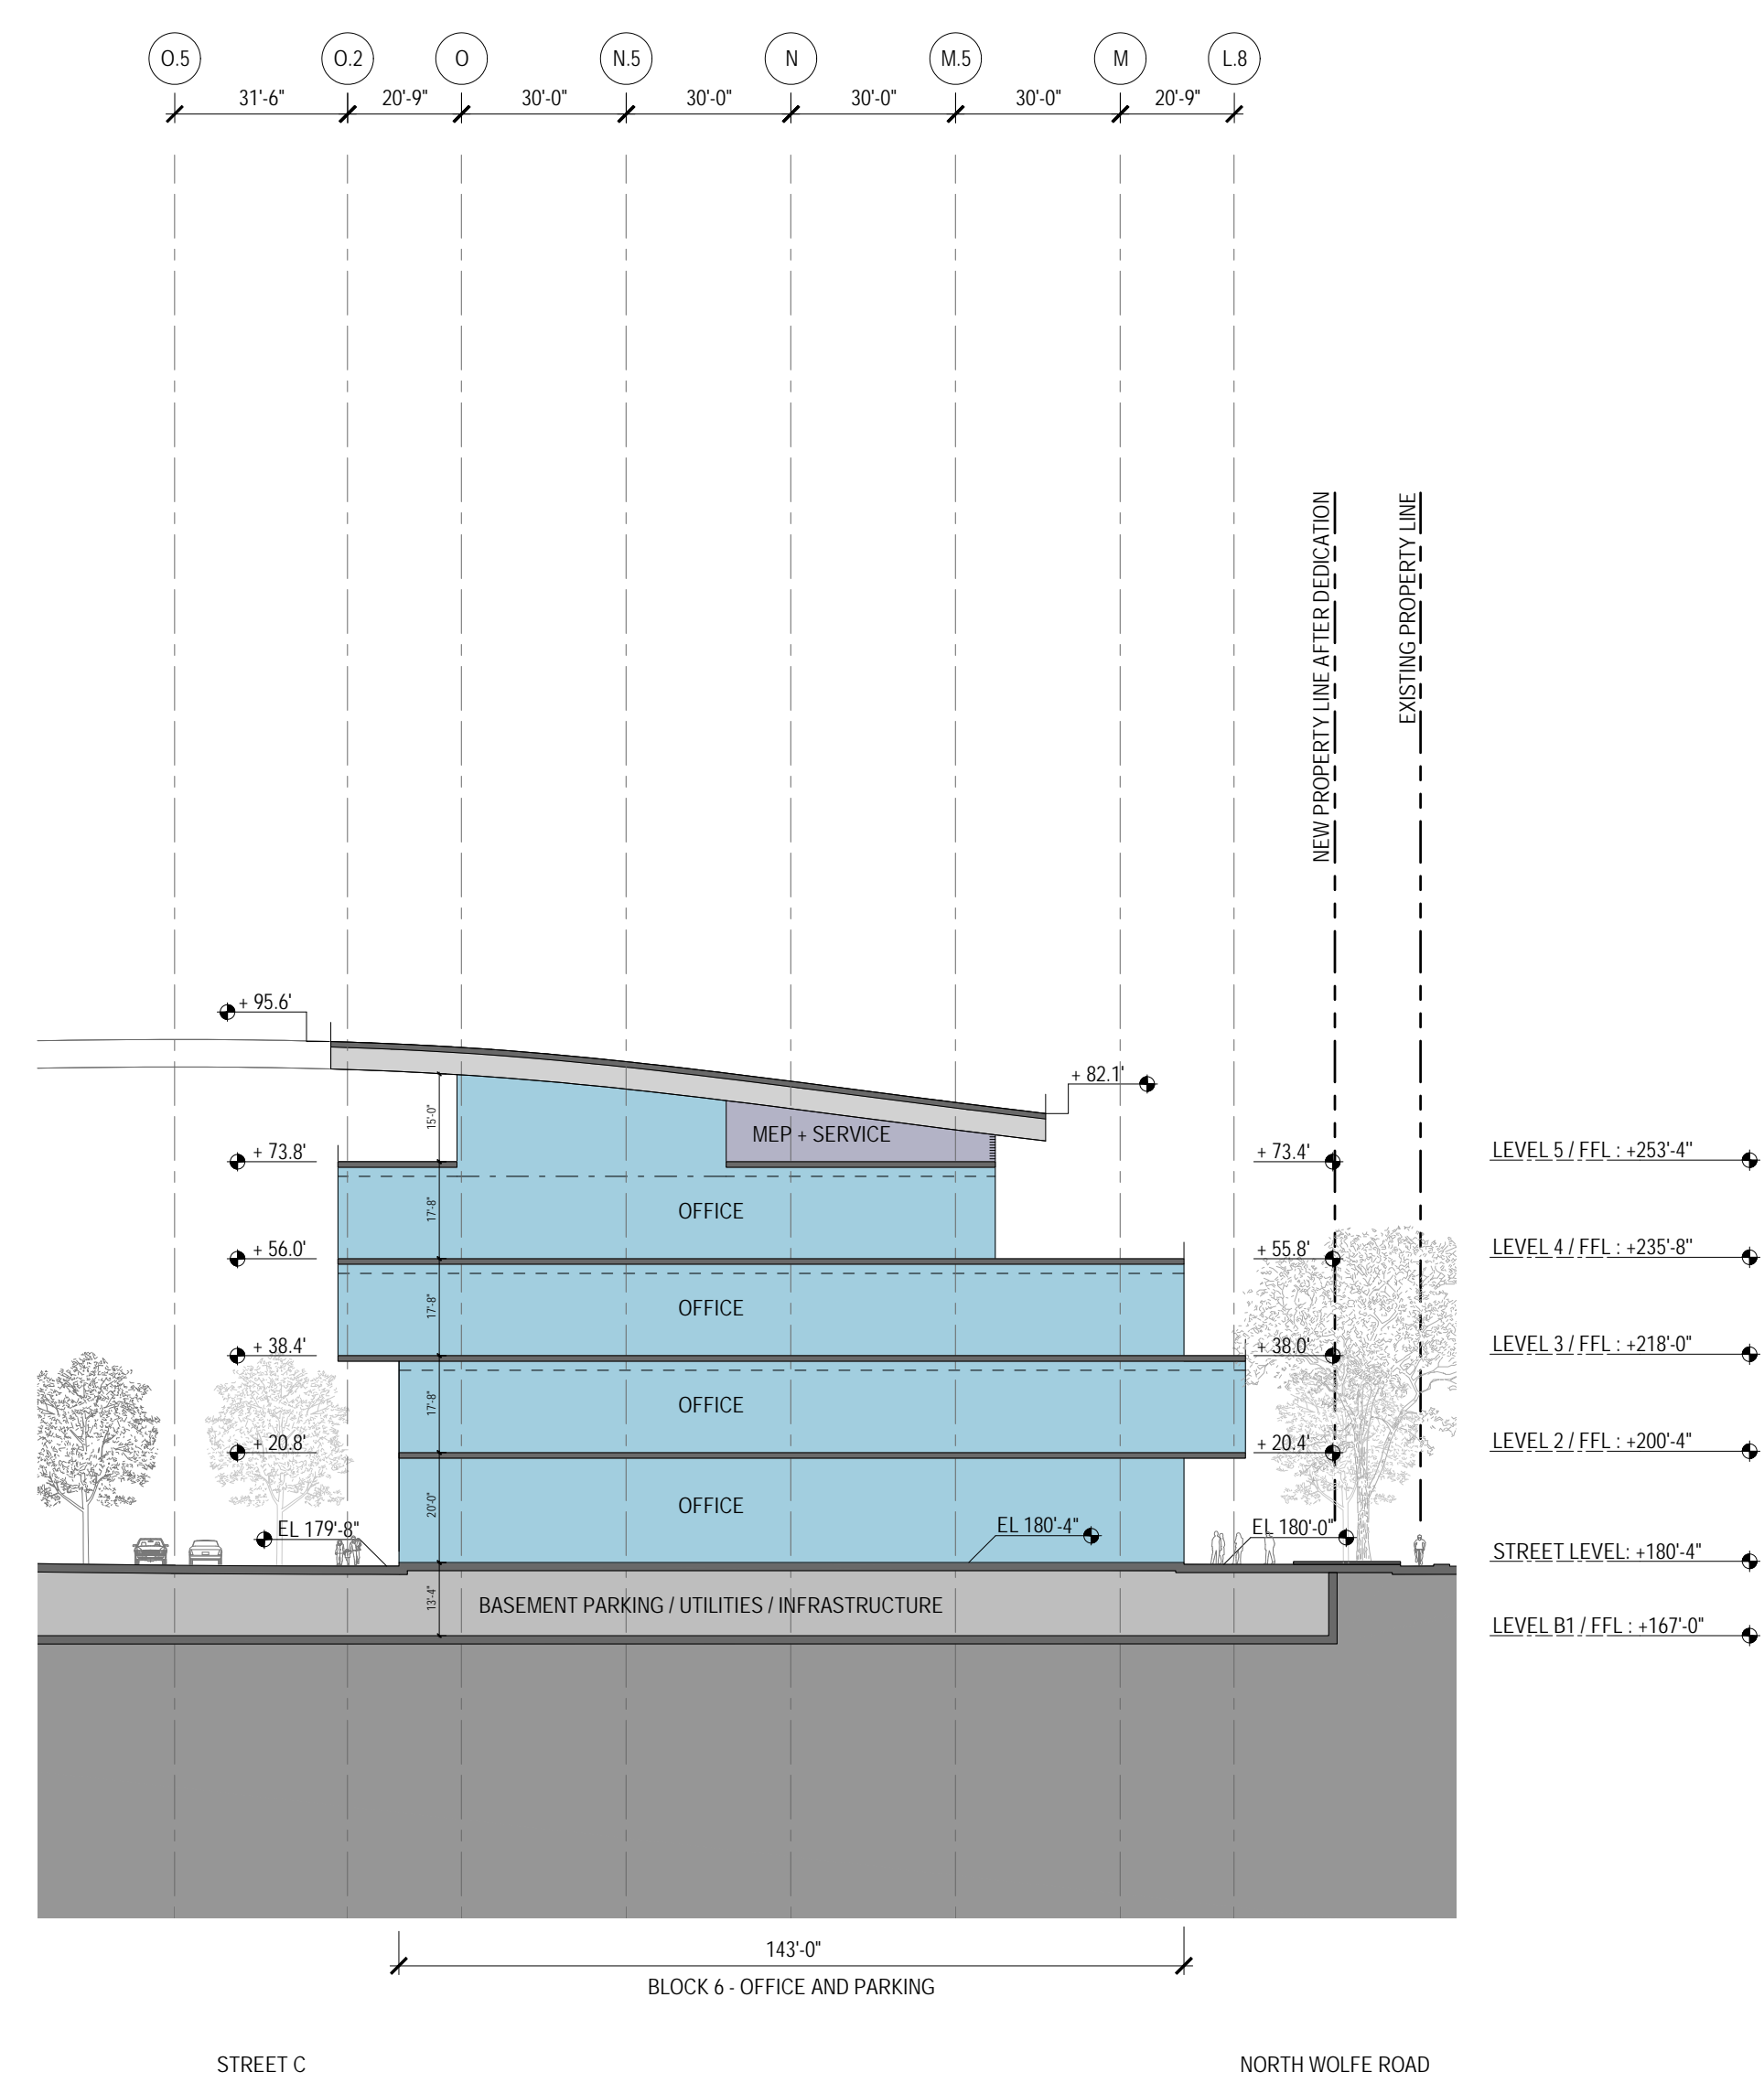 O.5 O.2 O N.5 N M.5 M L.8
31'-6" 20'-9" 30'-0" 30'-0" 30'-0" 30'-0" 20'-9"
NEW PROPERTY LINE AFTER DEDICATION
EXISTING PROPERTY LINE
+ 95.6'
+ 82.1'
15'-0"
MEP + SERVICE
+ 73.8'
+ 73.4'
LEVEL 5 / FFL : +253'-4"
17'-8"
OFFICE
+ 56.0'
+ 55.8'
LEVEL 4 / FFL : +235'-8"
17'-8"
OFFICE
+ 38.4'
+ 38.0'
LEVEL 3 / FFL : +218'-0"
17'-8"
OFFICE
+ 20.8'
+ 20.4'
LEVEL 2 / FFL : +200'-4"
20'-0"
OFFICE
EL 179'-8"
EL 180'-4"
EL 180'-0"
STREET LEVEL: +180'-4"
13'-4"
BASEMENT PARKING / UTILITIES / INFRASTRUCTURE
LEVEL B1 / FFL : +167'-0"
143'-0"
BLOCK 6 - OFFICE AND PARKING
STREET C
NORTH WOLFE ROAD